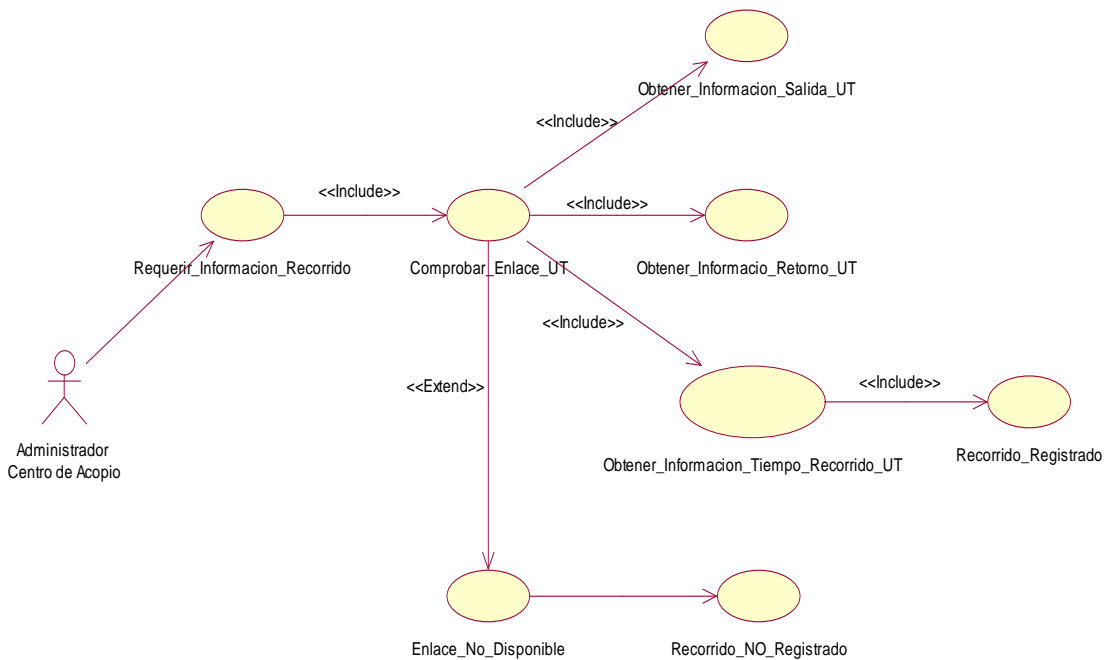 Obtener_Informacion_Salida_UT
<<Include>>
<<Include>>
<<Include>>
Requerir_Informacion_Recorrido
Comprobar_Enlace_UT
Obtener_Informacio_Retorno_UT
<<Include>>
<<Extend>>
<<Include>>
Administrador
Centro de Acopio
Obtener_Informacion_Tiempo_Recorrido_UT
Recorrido_Registrado
Enlace_No_Disponible
Recorrido_NO_Registrado